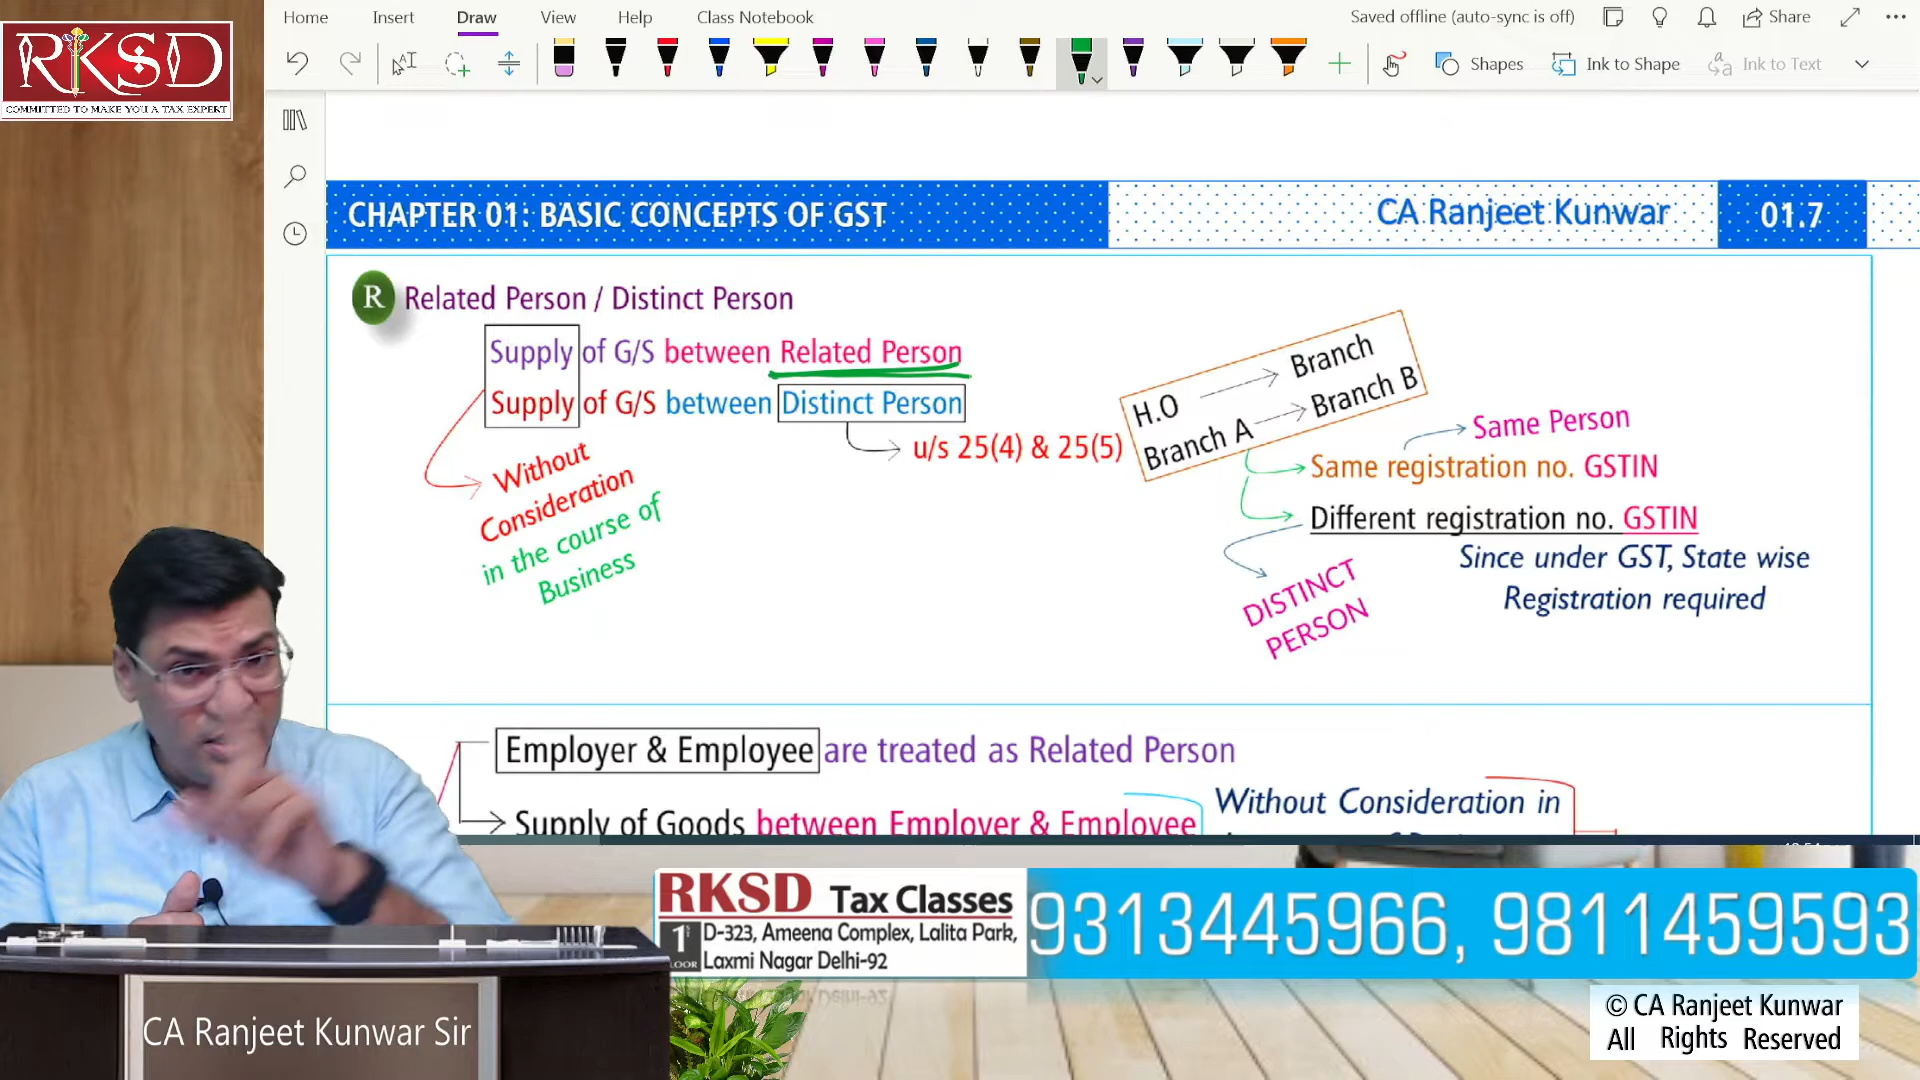 RKSD
COMMITTED TO MAKE YOU A TAX EXPERT
Home Insert Draw View Help Class Notebook
Saved offline (auto-sync is off)
Share
Shapes
Ink to Shape
Ink to Text
CHAPTER 01: BASIC CONCEPTS OF GST
CA Ranjeet Kunwar
01.7
R
Related Person / Distinct Person
Supply of G/S between Related Person
Supply of G/S between Distinct Person
u/s 25(4) & 25(5)
Without
Consideration
in the course of
Business
H.O
Branch
Branch A
Branch B
Same Person
Same registration no. GSTIN
Different registration no. GSTIN
Since under GST, State wise
Registration required
DISTINCT
PERSON
Employer & Employee are treated as Related Person
Supply of Goods between Employer & Employee
Without Consideration in
RKSD Tax Classes
1ST
D-323, Ameena Complex, Lalita Park,
Laxmi Nagar Delhi-92
9313445966, 9811459593
CA Ranjeet Kunwar Sir
© CA Ranjeet Kunwar
All Rights Reserved